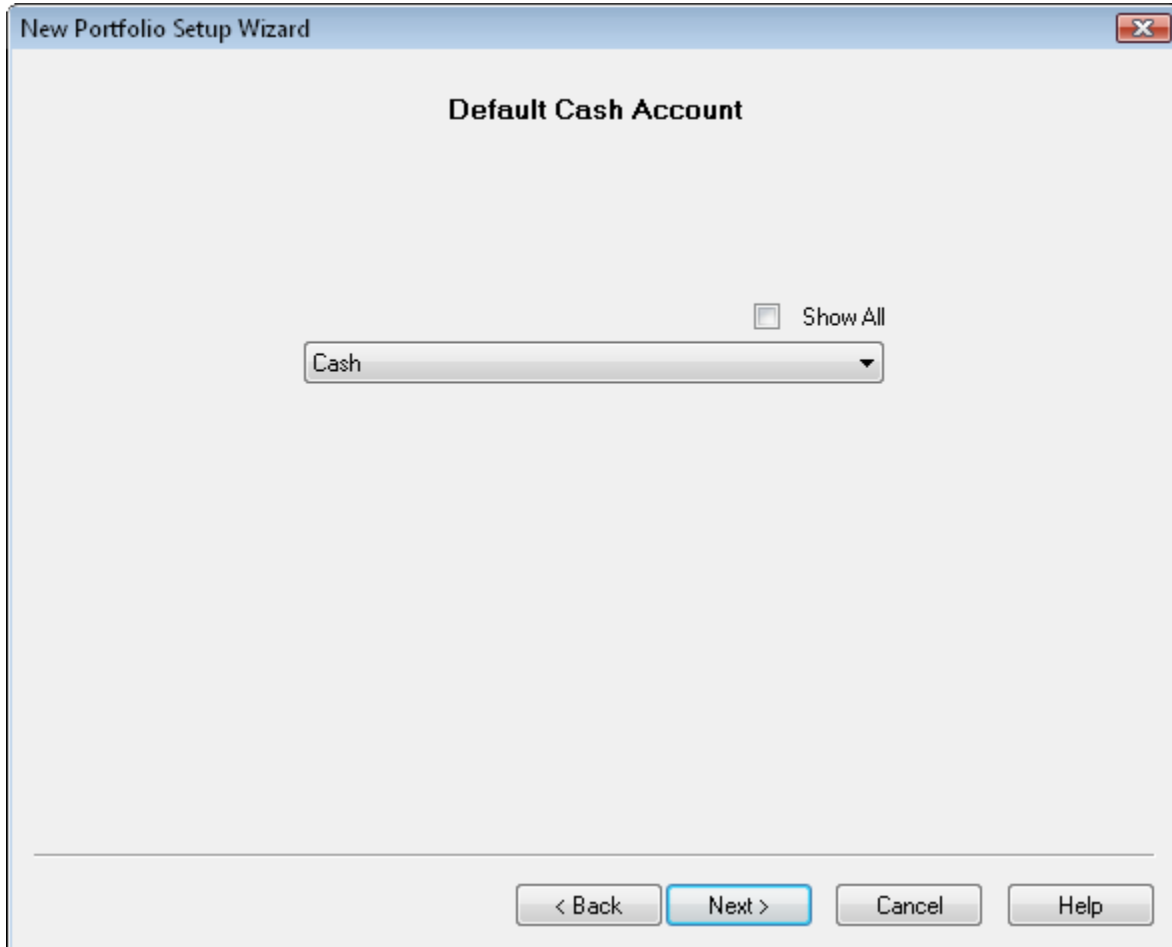 New Portfolio Setup Wizard
Default Cash Account
Show All
Cash
< Back Next > Cancel Help